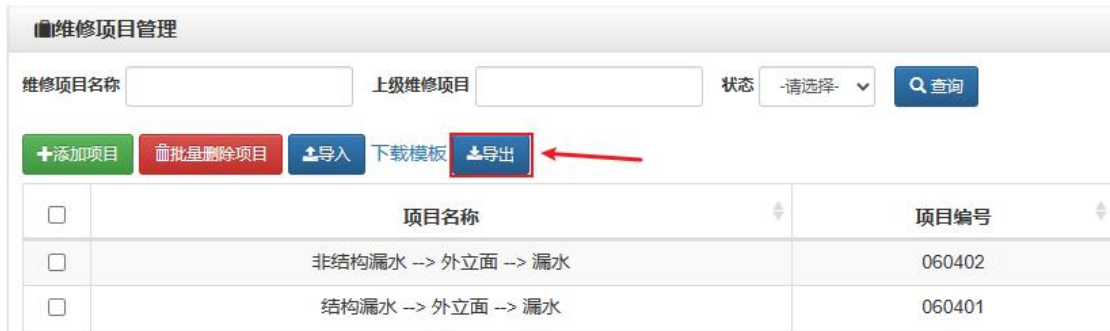 维修项目管理
维修项目名称 上级维修项目 状态 -请选择- 查询
添加项目 批量删除项目 导入 下载模板 导出
项目名称 项目编号
非结构漏水 --> 外立面 --> 漏水 060402
结构漏水 --> 外立面 --> 漏水 060401